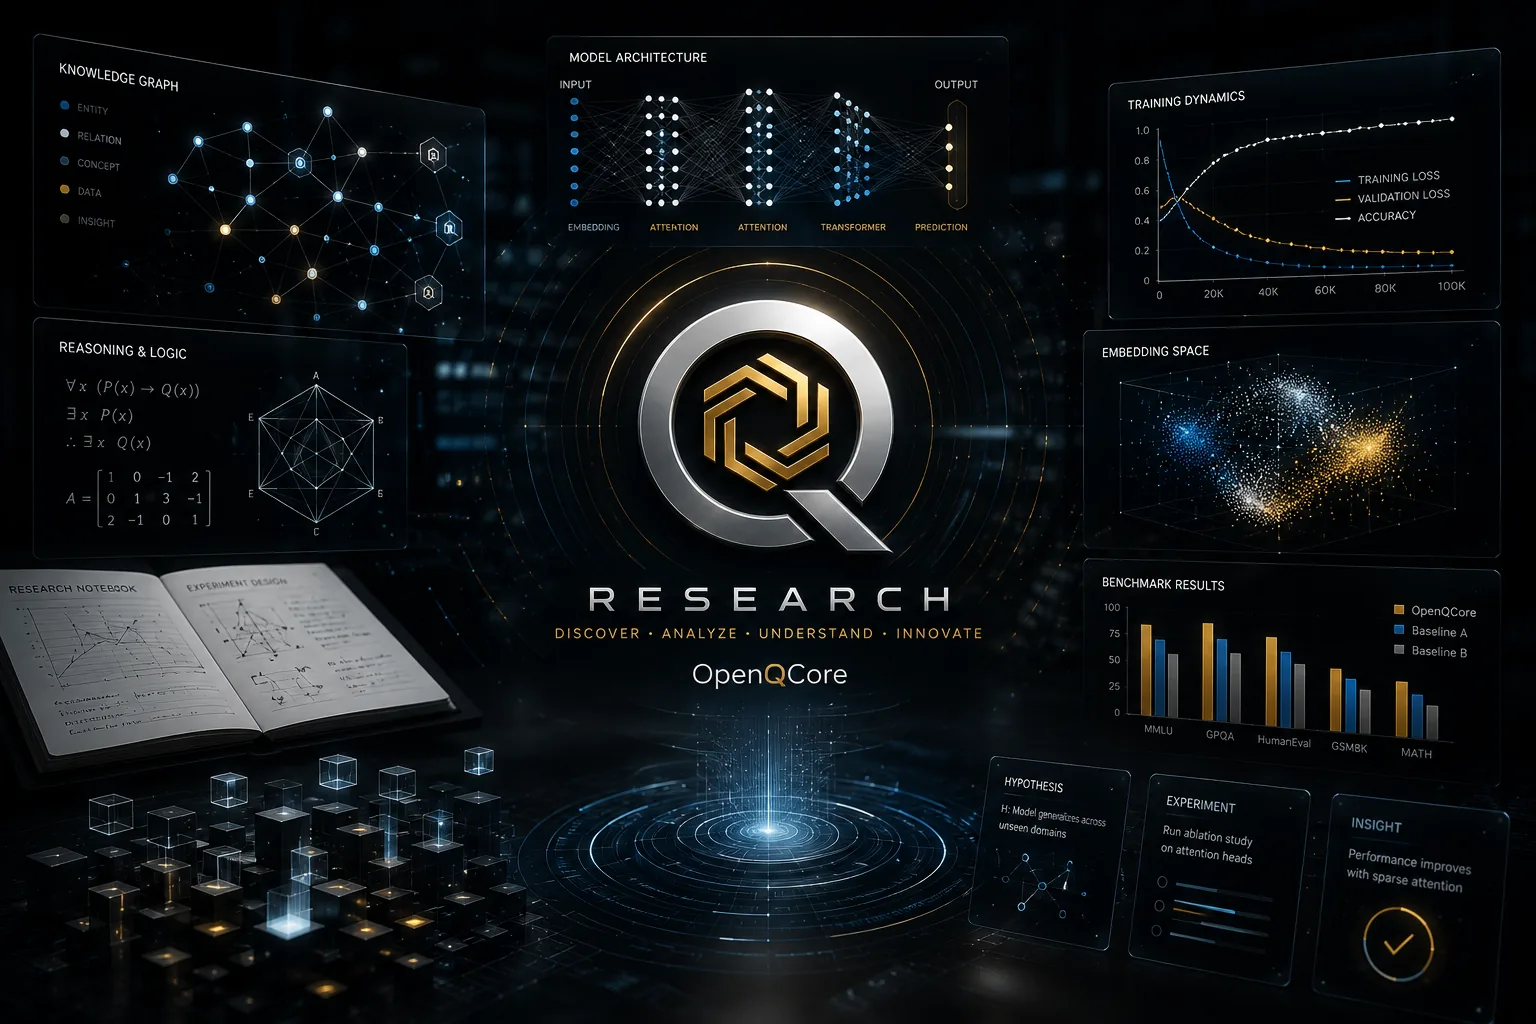 KNOWLEDGE GRAPH
ENTITY
RELATION
CONCEPT
DATA
INSIGHT
MODEL ARCHITECTURE
INPUT
OUTPUT
EMBEDDING
ATTENTION
ATTENTION
TRANSFORMER
PREDICTION
TRAINING DYNAMICS
1.0
0.8
0.6
0.4
0.2
0
0
20K
40K
60K
80K
100K
TRAINING LOSS
VALIDATION LOSS
ACCURACY
REASONING & LOGIC
∀x (P(x) → Q(x))
∃x P(x)
∴ ∃x Q(x)
A =
1 0 −1 2
0 1 3 −1
2 −1 0 1
A
E
E
C
EMBEDDING SPACE
RESEARCH NOTEBOOK
EXPERIMENT DESIGN
Q
RESEARCH
DISCOVER · ANALYZE · UNDERSTAND · INNOVATE
OpenQCore
BENCHMARK RESULTS
100
75
50
25
0
OpenQCore
Baseline A
Baseline B
MMLU
GPQA
HumanEval
GSM8K
MATH
HYPOTHESIS
H: Model generalizes across
unseen domains
EXPERIMENT
Run ablation study
on attention heads
INSIGHT
Performance improves
with sparse attention